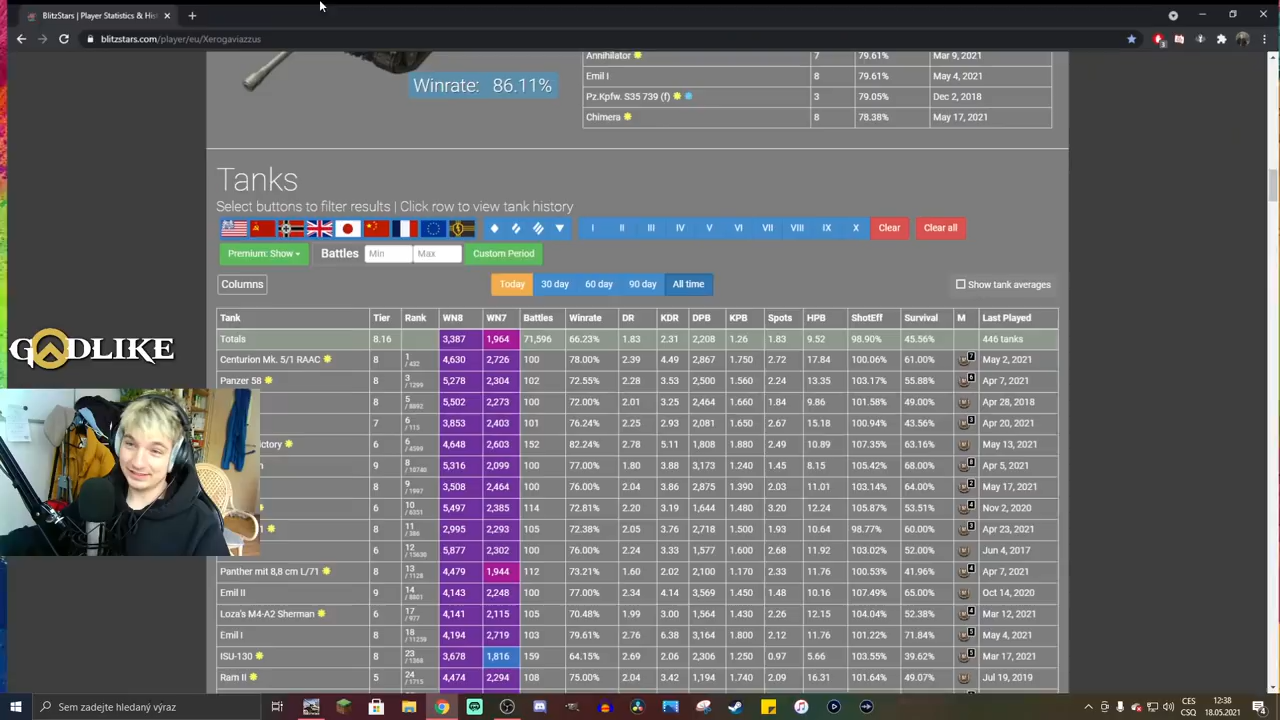 BlitzStars | Player Statistics & His
blitzstars.com/player/eu/Xerogaviazzus
Winrate: 86.11%
Annihilator 7 79.61% Mar 9, 2021
Emil I 8 79.61% May 4, 2021
Pz.Kpfw. S35 739 (f) 3 79.05% Dec 2, 2018
Chimera 8 78.38% May 17, 2021
Tanks
Select buttons to filter results | Click row to view tank history
I II III IV V VI VII VIII IX X Clear Clear all
Premium: Show Battles Min Max Custom Period
Columns Today 30 day 60 day 90 day All time Show tank averages
Tank Tier Rank WN8 WN7 Battles Winrate DR KDR DPB KPB Spots HPB ShotEff Survival M Last Played
Totals 8.16 3,387 1,964 71,596 66.23% 1.83 2.31 2,208 1.26 1.83 9.52 98.90% 45.56% 446 tanks
Centurion Mk. 5/1 RAAC 8 1 / 432 4,630 2,726 100 78.00% 2.39 4.49 2,867 1.750 2.72 17.84 100.06% 61.00% 7 May 2, 2021
Panzer 58 8 3 / 1299 5,278 2,304 102 72.55% 2.28 3.53 2,500 1.560 2.24 13.35 103.17% 55.88% Apr 7, 2021
8 5 5,502 2,273 100 72.00% 2.01 3.25 2,464 1.660 1.84 9.86 101.58% 49.00% Apr 28, 2018
7 6 / 113 3,853 2,403 101 76.24% 2.25 2.93 2,081 1.650 2.67 15.18 100.94% 43.56% 3 Apr 20, 2021
ictory 6 6 / 4599 4,648 2,603 152 82.24% 2.78 5.11 1,808 1.880 2.49 10.89 107.35% 63.16% May 13, 2021
9 8 / 10740 5,316 2,099 100 77.00% 1.80 3.88 3,173 1.240 1.45 8.15 105.42% 68.00% Apr 5, 2021
8 9 / 1997 3,508 2,464 100 76.00% 2.04 3.86 2,875 1.390 2.03 11.01 103.14% 64.00% 2 May 17, 2021
8 10 / 6351 5,497 2,385 114 72.81% 2.20 3.19 2,644 1.480 3.20 12.24 105.87% 53.51% 4 Nov 2, 2020
8 11 / 386 2,995 2,293 105 72.38% 2.05 3.76 2,718 1.500 1.93 10.64 98.77% 60.00% 3 Apr 23, 2021
6 12 / 15630 5,877 2,302 100 76.00% 2.24 3.33 1,577 1.600 2.68 11.92 103.02% 52.00% Jun 4, 2017
Panther mit 8,8 cm L/71 8 13 / 1128 4,479 1,944 112 73.21% 1.60 2.02 2,100 1.170 2.33 11.76 100.53% 41.96% 4 Apr 7, 2021
Emil II 9 14 4,143 2,248 100 77.00% 2.34 4.14 3,569 1.450 1.48 10.16 107.49% 65.00% Oct 14, 2020
Loza's M4-A2 Sherman 6 17 / 977 4,141 2,115 105 70.48% 1.99 3.00 1,564 1.430 2.26 12.15 104.04% 52.38% 4 Mar 12, 2021
Emil I 8 18 / 11239 4,194 2,719 103 79.61% 2.76 6.38 3,164 1.800 2.12 11.76 101.22% 71.84% May 4, 2021
ISU-130 8 23 / 1368 3,678 1,816 159 64.15% 2.69 2.06 2,306 1.250 0.97 5.66 103.55% 39.62% 3 Mar 17, 2021
Ram II 5 24 / 1715 4,474 2,294 108 75.00% 2.04 3.42 1,194 1.740 2.09 16.31 101.64% 49.07% Jul 19, 2019
GODLIKE
Sem zadejte hledaný výraz
CES 12:38
CSQ 18.05.2021